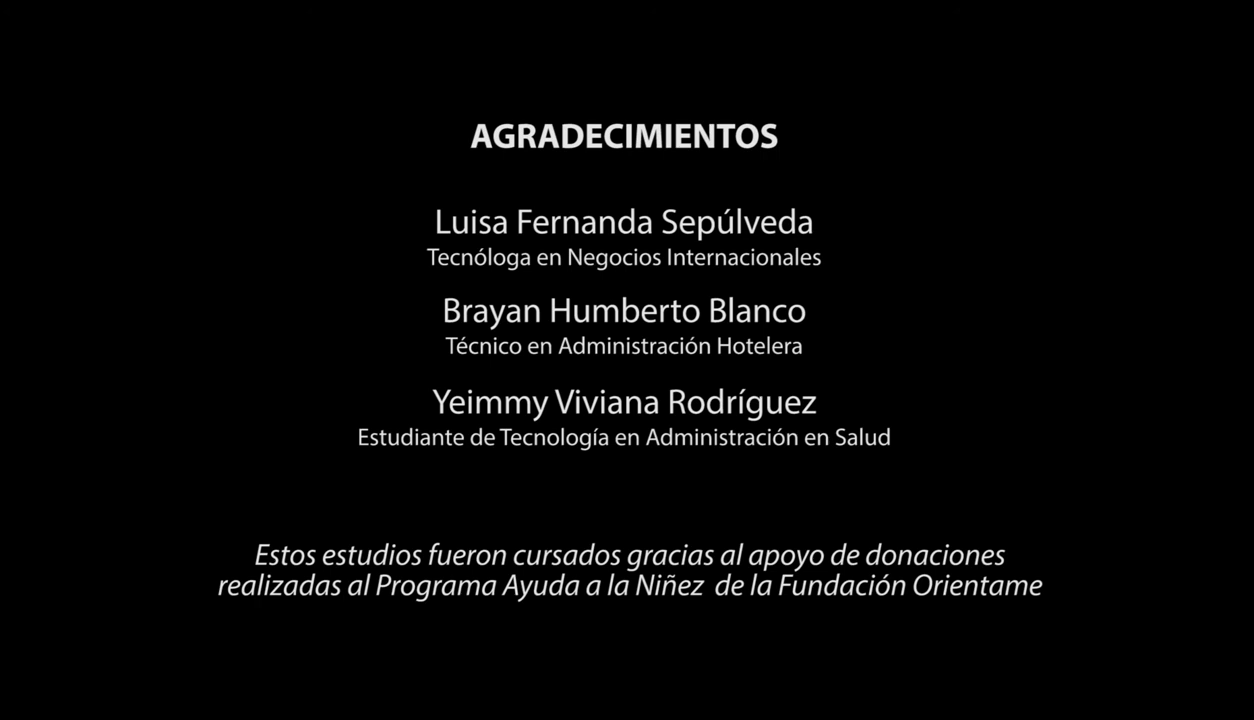 AGRADECIMIENTOS
Luisa Fernanda Sepúlveda
Tecnóloga en Negocios Internacionales
Brayan Humberto Blanco
Técnico en Administración Hotelera
Yeimmy Viviana Rodríguez
Estudiante de Tecnología en Administración en Salud
Estos estudios fueron cursados gracias al apoyo de donaciones
realizadas al Programa Ayuda a la Niñez de la Fundación Orientame